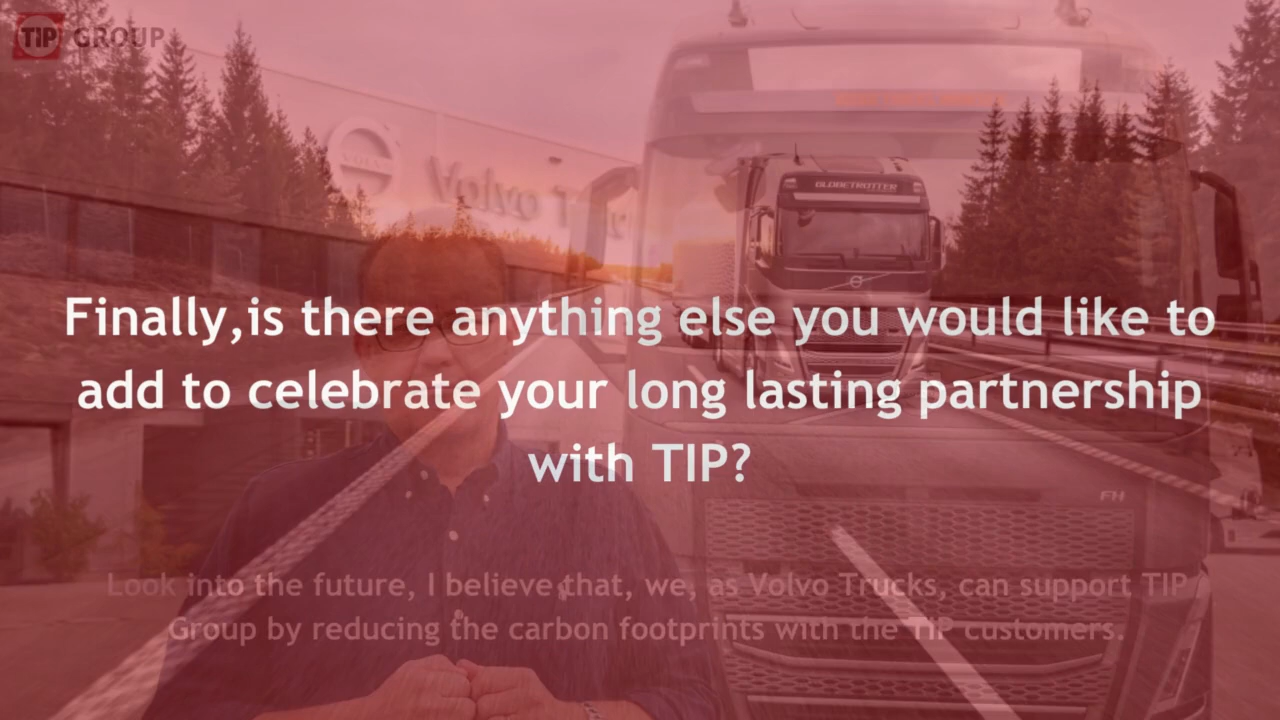 TIP GROUP
VOLVO
Volvo T
GLOBETROTTER
Finally,is there anything else you would like to
add to celebrate your long lasting partnership
with TIP?
FH
Look into the future, I believe that, we, as Volvo Trucks, can support TIP
Group by reducing the carbon footprints with the TIP customers.